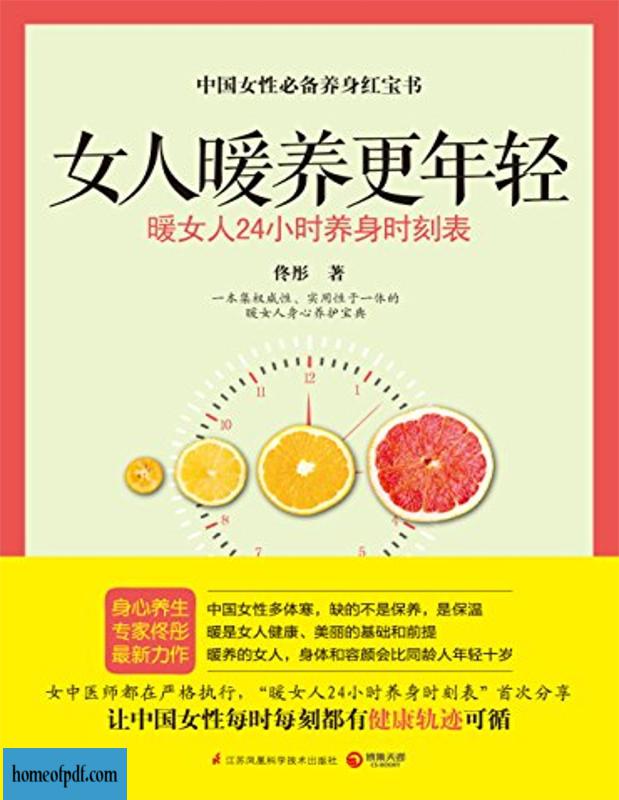 中国女性必备养身红宝书
女人暖养更年轻
暖女人24小时养身时刻表
佟彤 著
一本集权威性、实用性于一体的
暖女人身心养护宝典
12
11
1
10
8
4
7
5
身心养生
专家佟彤
最新力作
中国女性多体寒，缺的不是保养，是保温
暖是女人健康、美丽的基础和前提
暖养的女人，身体和容颜会比同龄人年轻十岁
女中医师都在严格执行，“暖女人24小时养身时刻表”首次分享
让中国女性每时每刻都有健康轨迹可循
江苏凤凰科学技术出版社
博集天卷
CS-BOOKY
homeofpdf.com